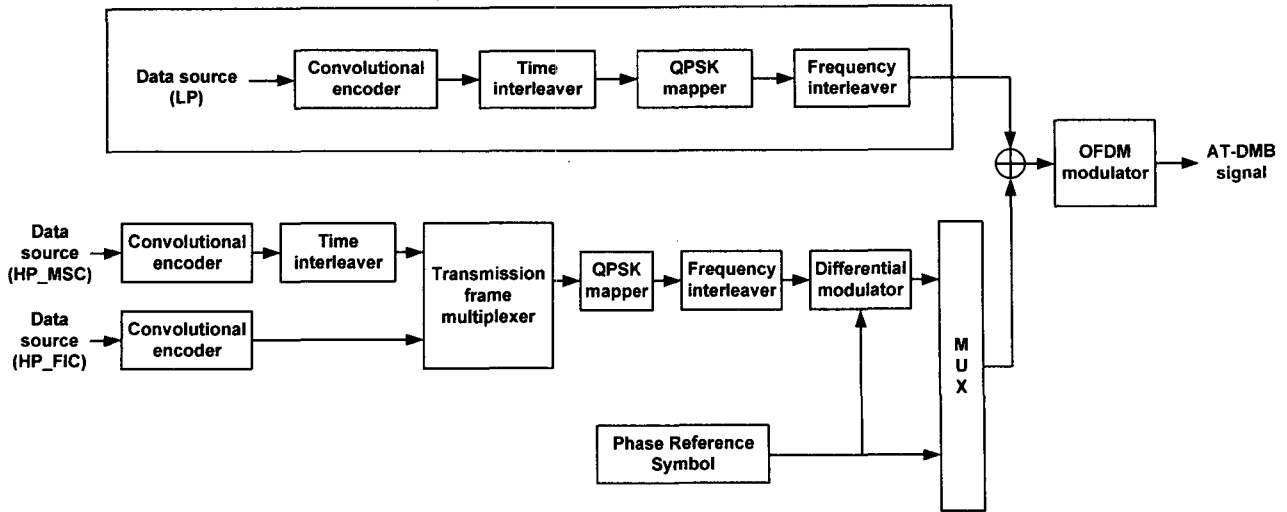 Data source
(LP)
Convolutional
encoder
Time
interleaver
QPSK
mapper
Frequency
interleaver
OFDM
modulator
AT-DMB
signal
Data
source
(HP_MSC)
Convolutional
encoder
Time
interleaver
Transmission
frame
multiplexer
QPSK
mapper
Frequency
interleaver
Differential
modulator
Data
source
(HP_FIC)
Convolutional
encoder
M
U
X
Phase Reference
Symbol